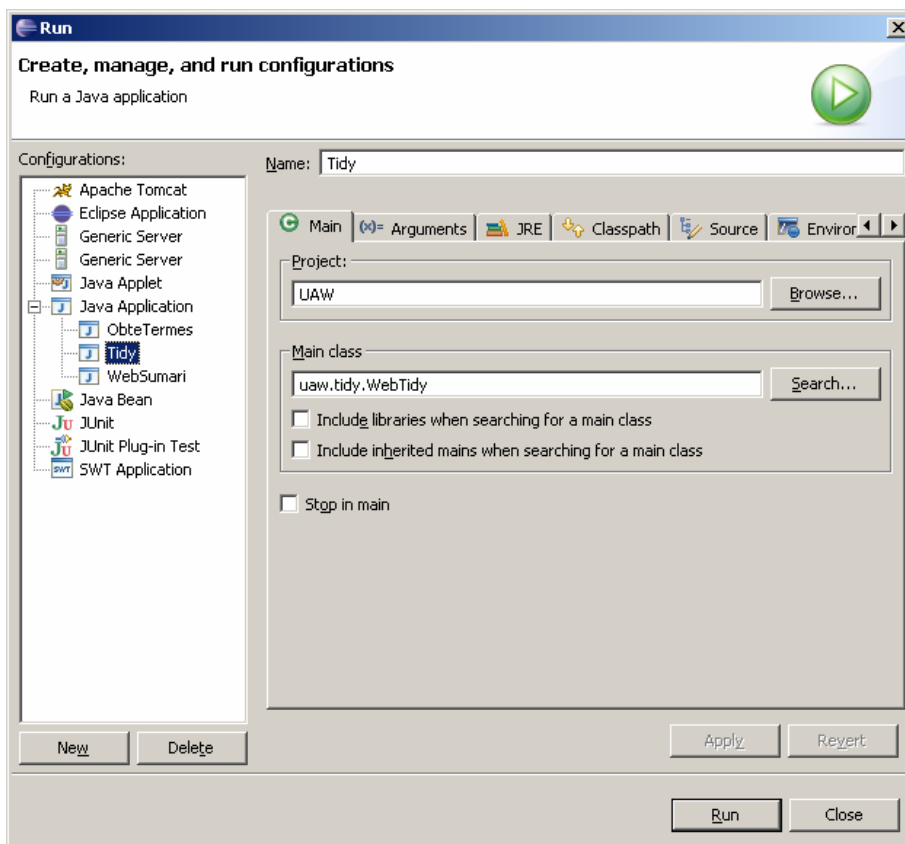 Run
Create, manage, and run configurations
Run a Java application
Configurations:
Apache Tomcat
Eclipse Application
Generic Server
Generic Server
Java Applet
Java Application
ObteTermes
Tidy
WebSumari
Java Bean
JUnit
JUnit Plug-in Test
SWT Application
New
Delete
Name: Tidy
Main (x)= Arguments JRE Classpath Source Environ
Project:
UAW
Browse...
Main class
uaw.tidy.WebTidy
Search...
Include libraries when searching for a main class
Include inherited mains when searching for a main class
Stop in main
Apply
Revert
Run
Close